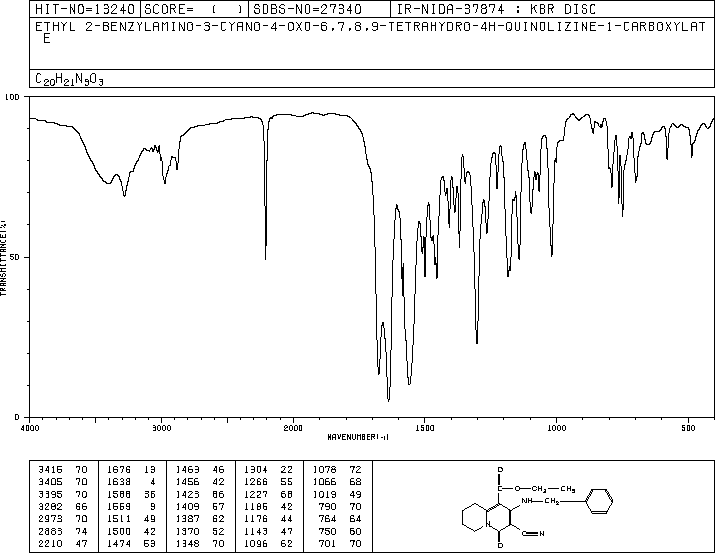 HIT-NO=13240 SCORE= ( ) SDBS-NO=27340 IR-NIDA-37874 : KBR DISC
ETHYL 2-BENZYLAMINO-3-CYANO-4-OXO-6,7,8,9-TETRAHYDRO-4H-QUINOLIZINE-1-CARBOXYLAT
E
C20H21N3O3
100
TRANSMITTANCE(%)
50
0
4000 3000 2000 1500 1000 500
WAVENUMBER(-1)
3415 70 1676 13 1463 46 1304 22 1078 72
3405 70 1638 4 1456 42 1266 55 1066 68
3395 70 1588 36 1423 66 1227 68 1019 49
3282 66 1559 9 1409 57 1186 42 790 70
2973 70 1511 49 1387 62 1176 44 764 64
2883 74 1500 42 1370 52 1143 47 750 60
2210 47 1474 53 1348 70 1096 62 701 70
O
C O CH2 CH3
NH CH2
N C≡N
O